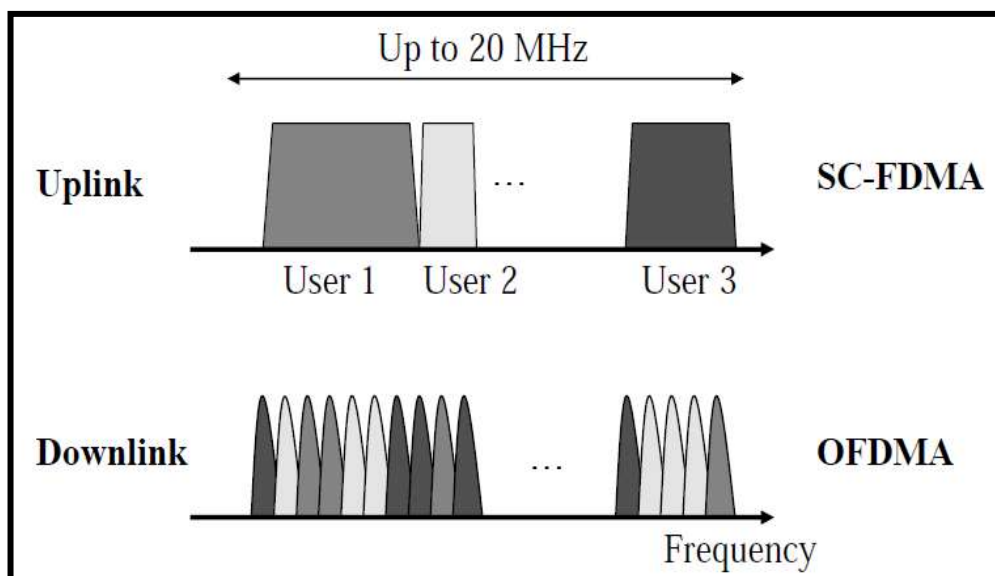 Up to 20 MHz
Uplink
...
SC-FDMA
User 1
User 2
User 3
Downlink
...
OFDMA
Frequency